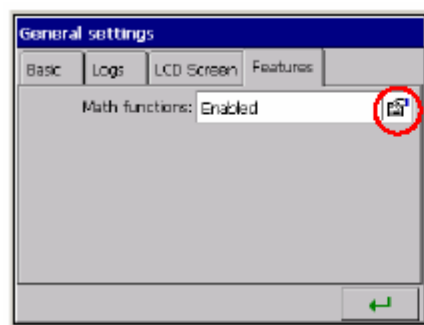 General settings
Basic Logs LCD Screen Features
Math functions: Enabled